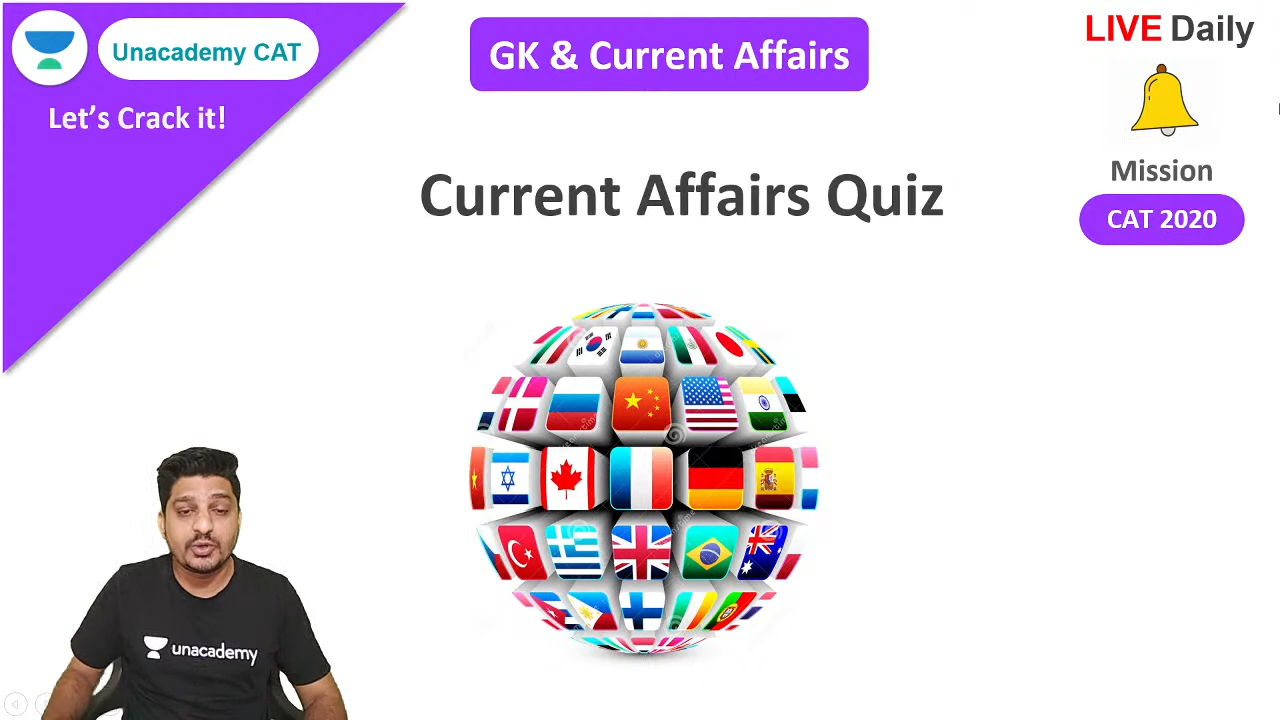 Unacademy CAT
Let's Crack it!
GK & Current Affairs
LIVE Daily
Mission
CAT 2020
Current Affairs Quiz
unacademy